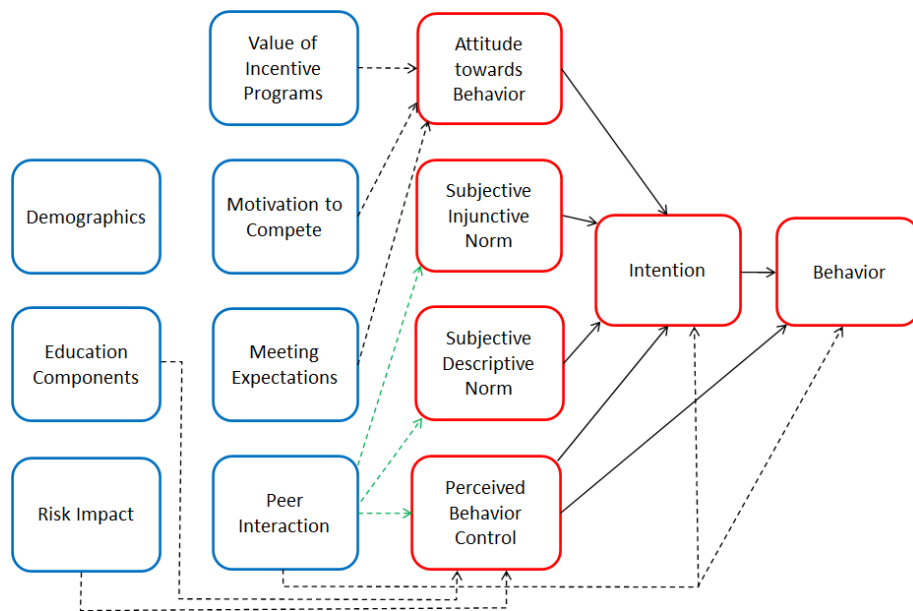 Value of
Incentive
Programs
Attitude
towards
Behavior
Demographics
Motivation to
Compete
Subjective
Injunctive
Norm
Intention
Behavior
Education
Components
Meeting
Expectations
Subjective
Descriptive
Norm
Risk Impact
Peer
Interaction
Perceived
Behavior
Control